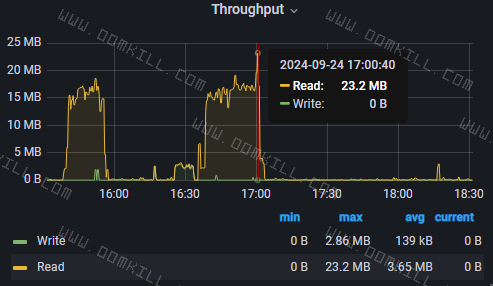 Throughput
25 MB
20 MB
15 MB
10 MB
5 MB
0 B
16:00 16:30 17:00 17:30 18:00 18:30
2024-09-24 17:00:40
Read: 23.2 MB
Write: 0 B
min max avg current
Write 0 B 2.86 MB 139 kB 0 B
Read 0 B 23.2 MB 3.65 MB 0 B
www.oomkill.com
www.oomkill.com
www.oomkill.com
www.oomkill.com
www.oomkill.com